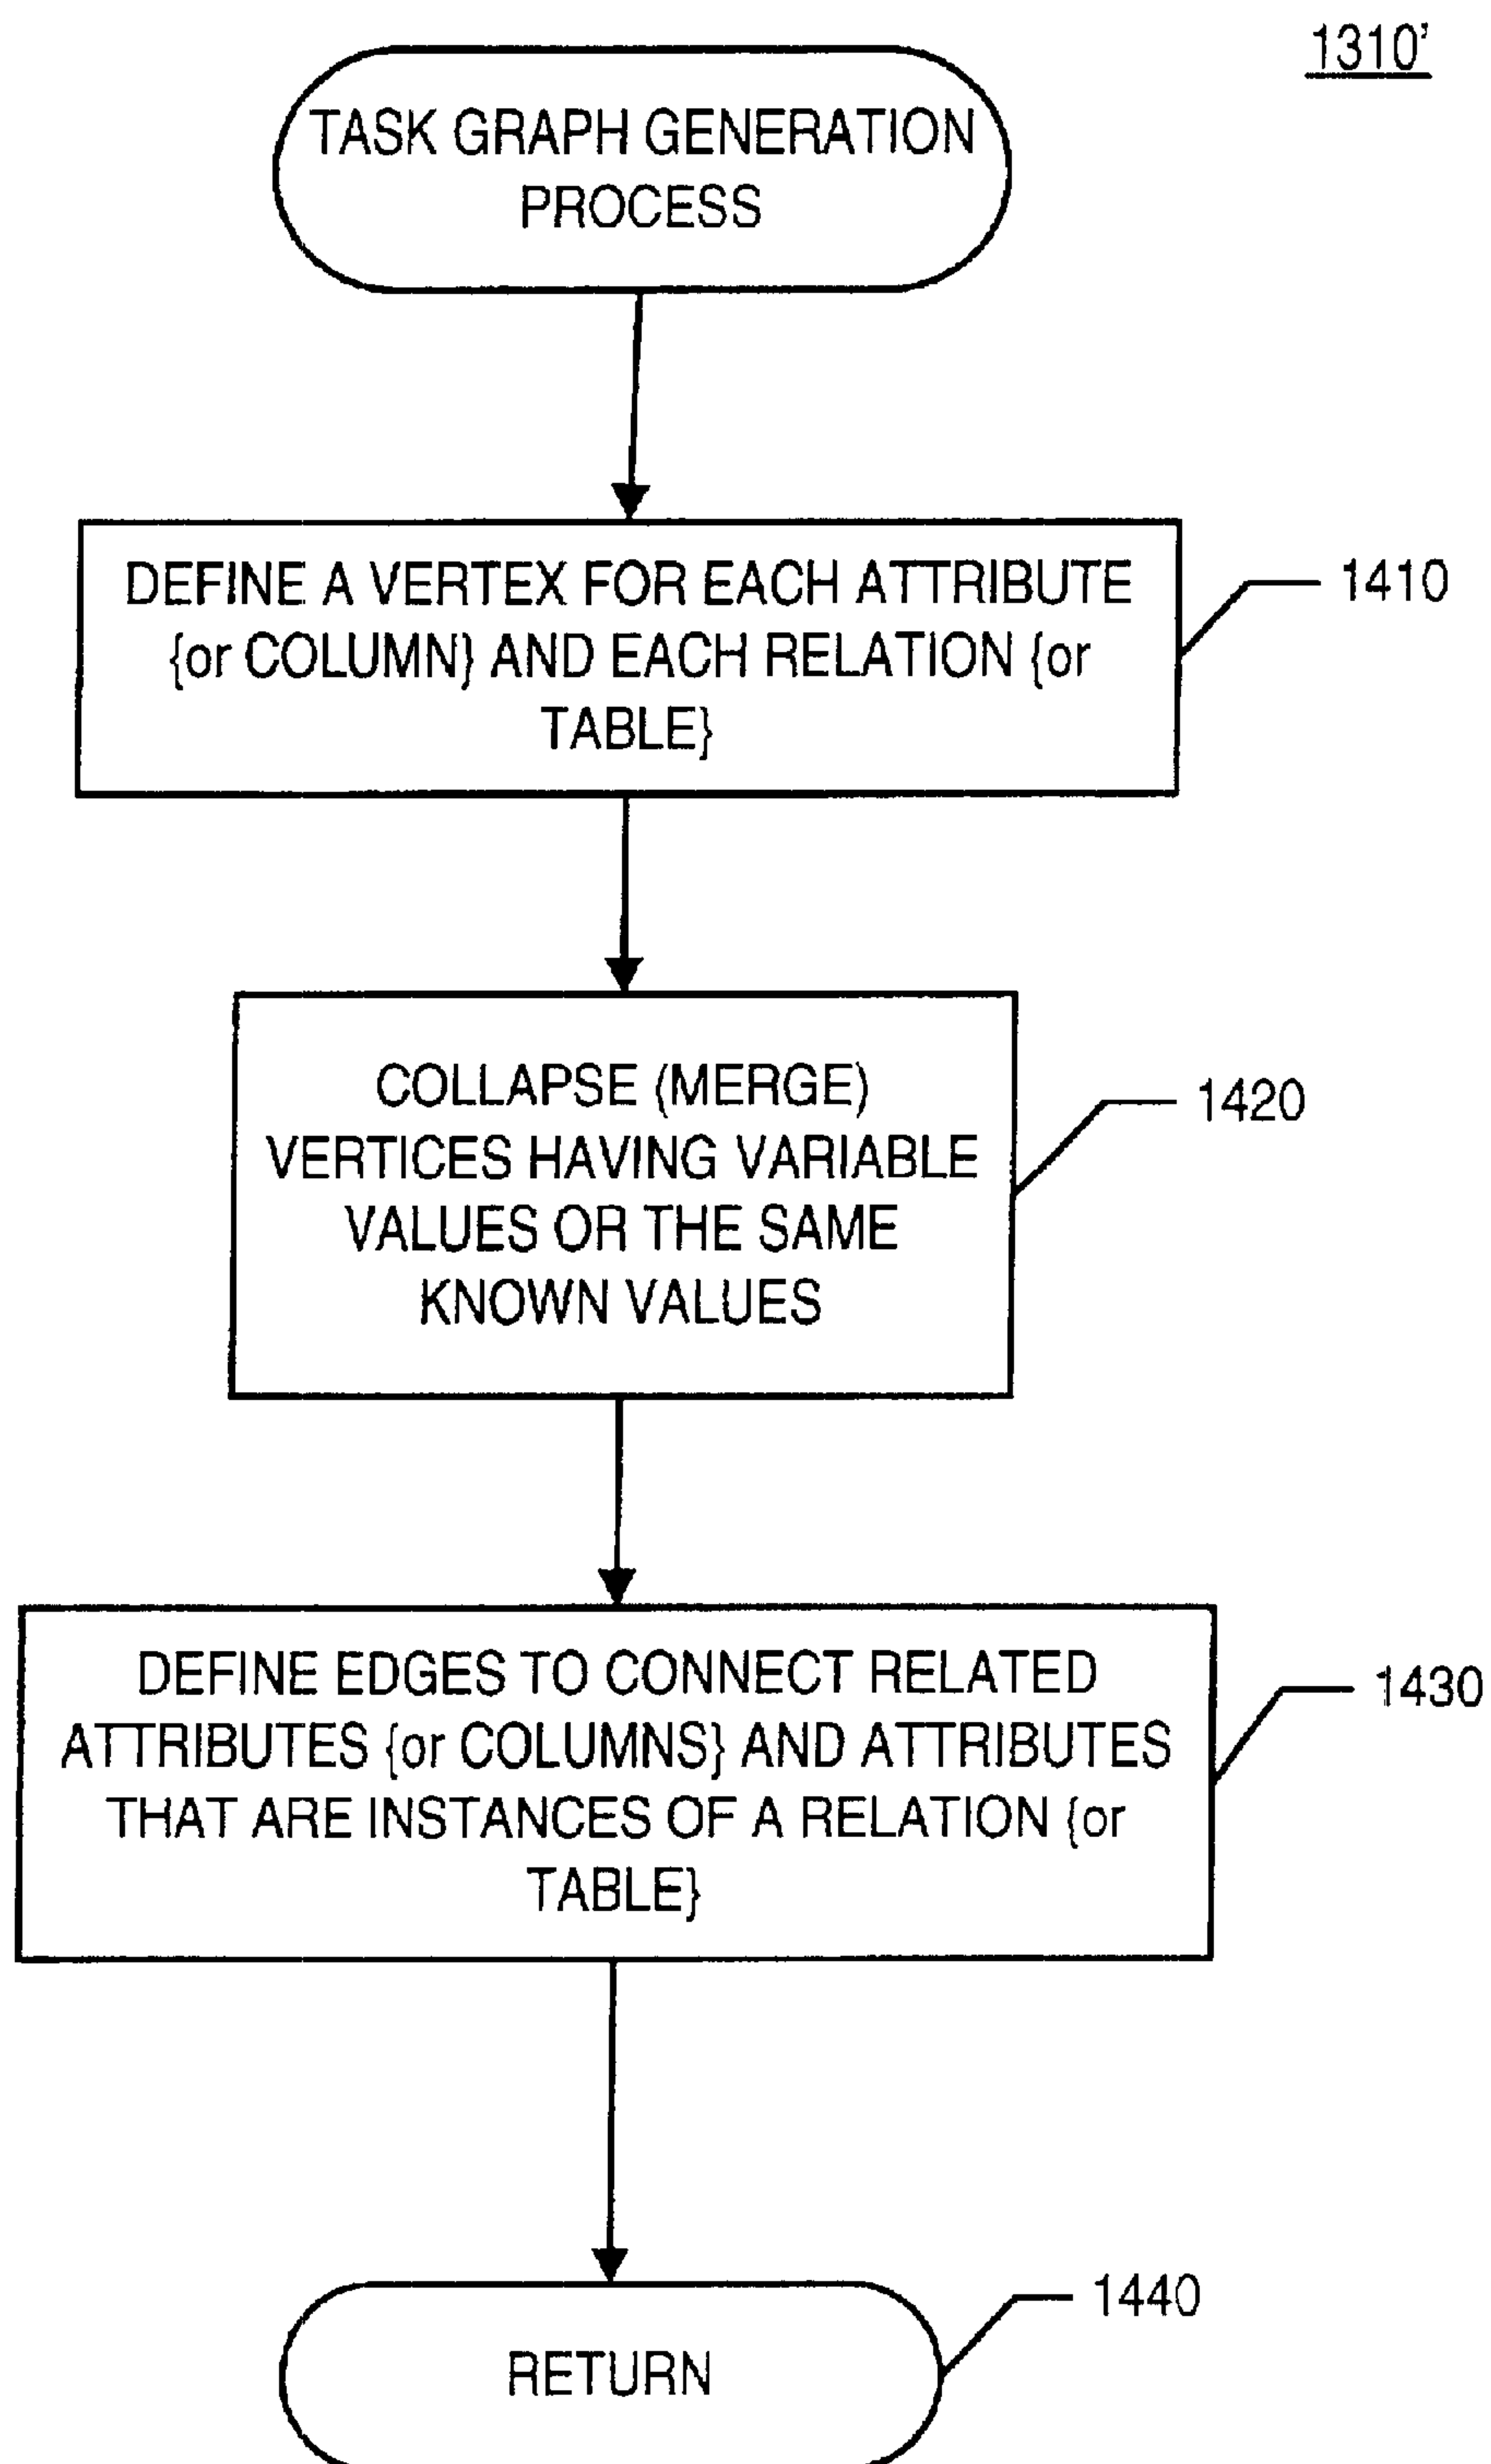 1310'
TASK GRAPH GENERATION
PROCESS
DEFINE A VERTEX FOR EACH ATTRIBUTE
{or COLUMN} AND EACH RELATION {or
TABLE}
1410
COLLAPSE (MERGE)
VERTICES HAVING VARIABLE
VALUES OR THE SAME
KNOWN VALUES
1420
DEFINE EDGES TO CONNECT RELATED
ATTRIBUTES {or COLUMNS} AND ATTRIBUTES
THAT ARE INSTANCES OF A RELATION {or
TABLE}
1430
RETURN
1440